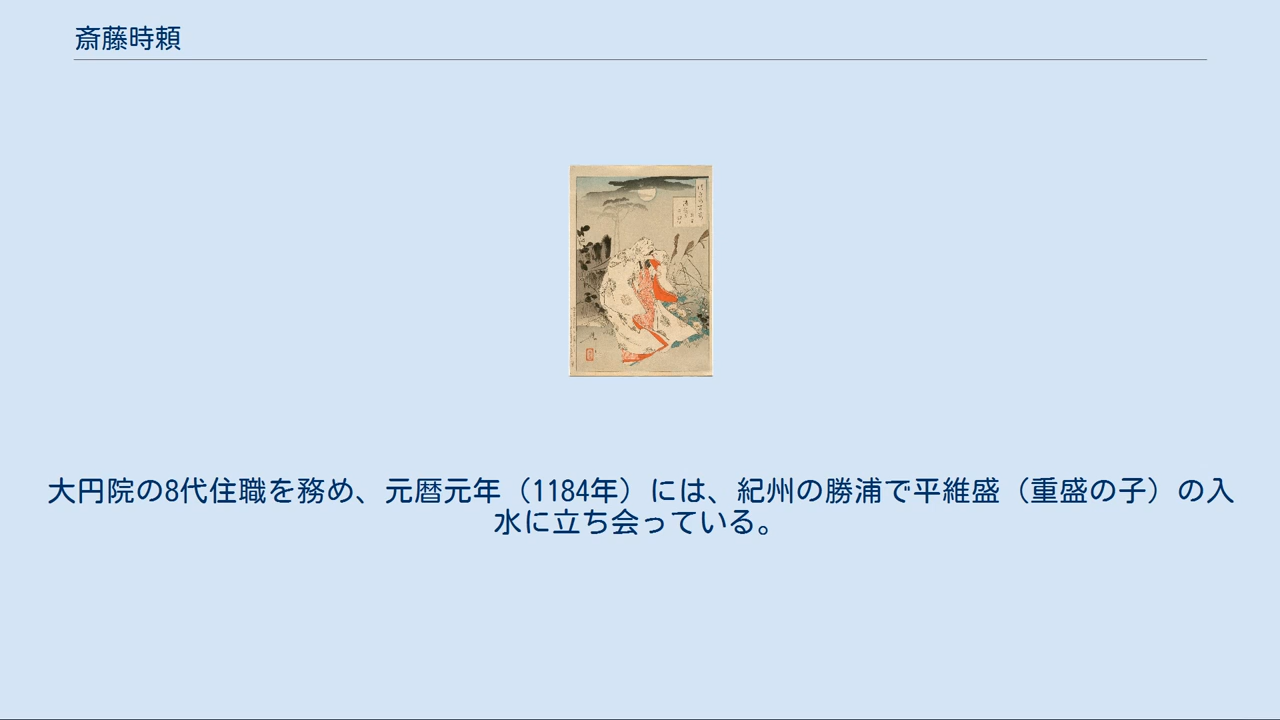 斎藤時頼
大円院の8代住職を務め、元暦元年（1184年）には、紀州の勝浦で平維盛（重盛の子）の入
水に立ち会っている。